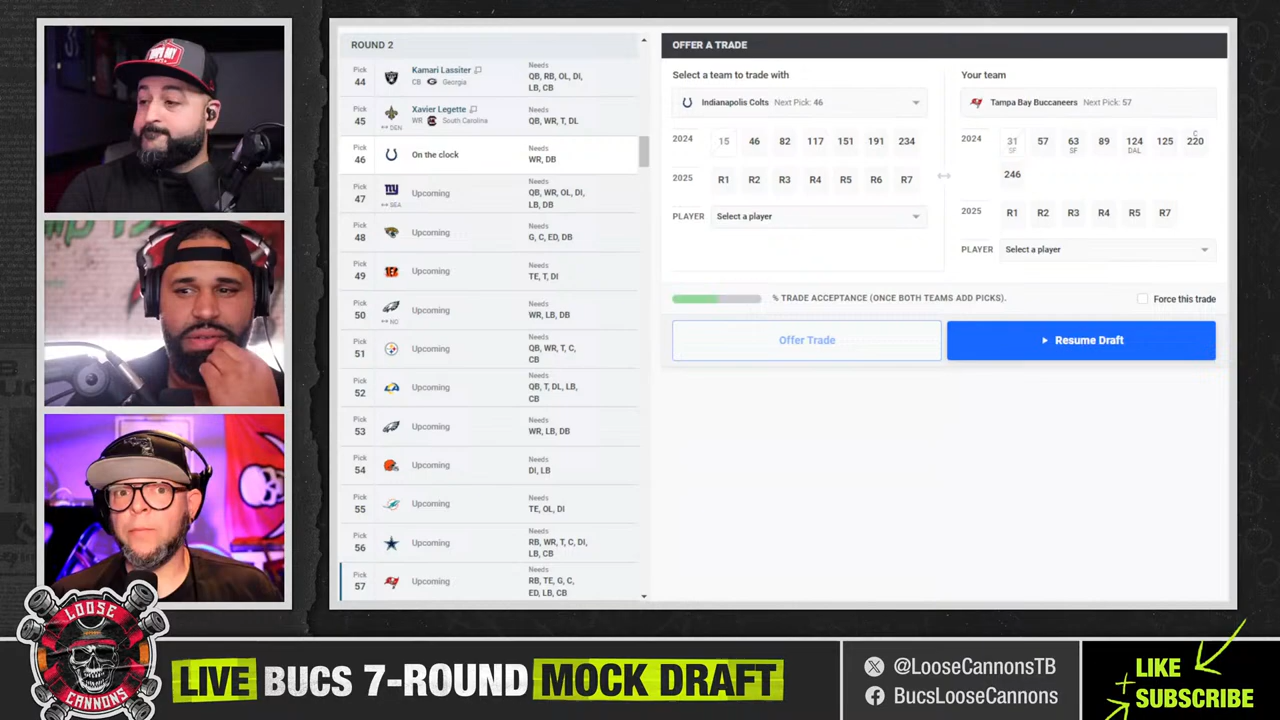 ROUND 2
Pick 44 Kamari Lassiter CB G Georgia Needs QB, RB, OL, DI, LB, CB
Pick 45 DEN Xavier Legette WR South Carolina Needs QB, WR, T, DL
Pick 46 On the clock Needs WR, DB
Pick 47 SEA Upcoming Needs QB, WR, OL, DI, LB, DB
Pick 48 Upcoming Needs G, C, ED, DB
Pick 49 Upcoming Needs TE, T, DI
Pick 50 NO Upcoming Needs WR, LB, DB
Pick 51 Upcoming Needs QB, WR, T, C, CB
Pick 52 Upcoming Needs QB, T, DL, LB, CB
Pick 53 Upcoming Needs WR, LB, DB
Pick 54 Upcoming Needs DI, LB
Pick 55 Upcoming Needs TE, OL, DI
Pick 56 Upcoming Needs RB, WR, T, C, DI, LB, CB
Pick 57 Upcoming Needs RB, TE, G, C, ED, LB, CB
OFFER A TRADE
Select a team to trade with
Indianapolis Colts Next Pick: 46
2024 15 46 82 117 151 191 234
2025 R1 R2 R3 R4 R5 R6 R7
PLAYER Select a player
Your team
Tampa Bay Buccaneers Next Pick: 57
2024 31 SF 57 63 SF 89 124 DAL 125 C 220
246
2025 R1 R2 R3 R4 R5 R7
PLAYER Select a player
% TRADE ACCEPTANCE (ONCE BOTH TEAMS ADD PICKS).
Force this trade
Offer Trade
Resume Draft
LOOSE
CANNONS
LIVE BUCS 7-ROUND MOCK DRAFT
@LooseCannonsTB
BucsLooseCannons
LIKE
+ SUBSCRIBE